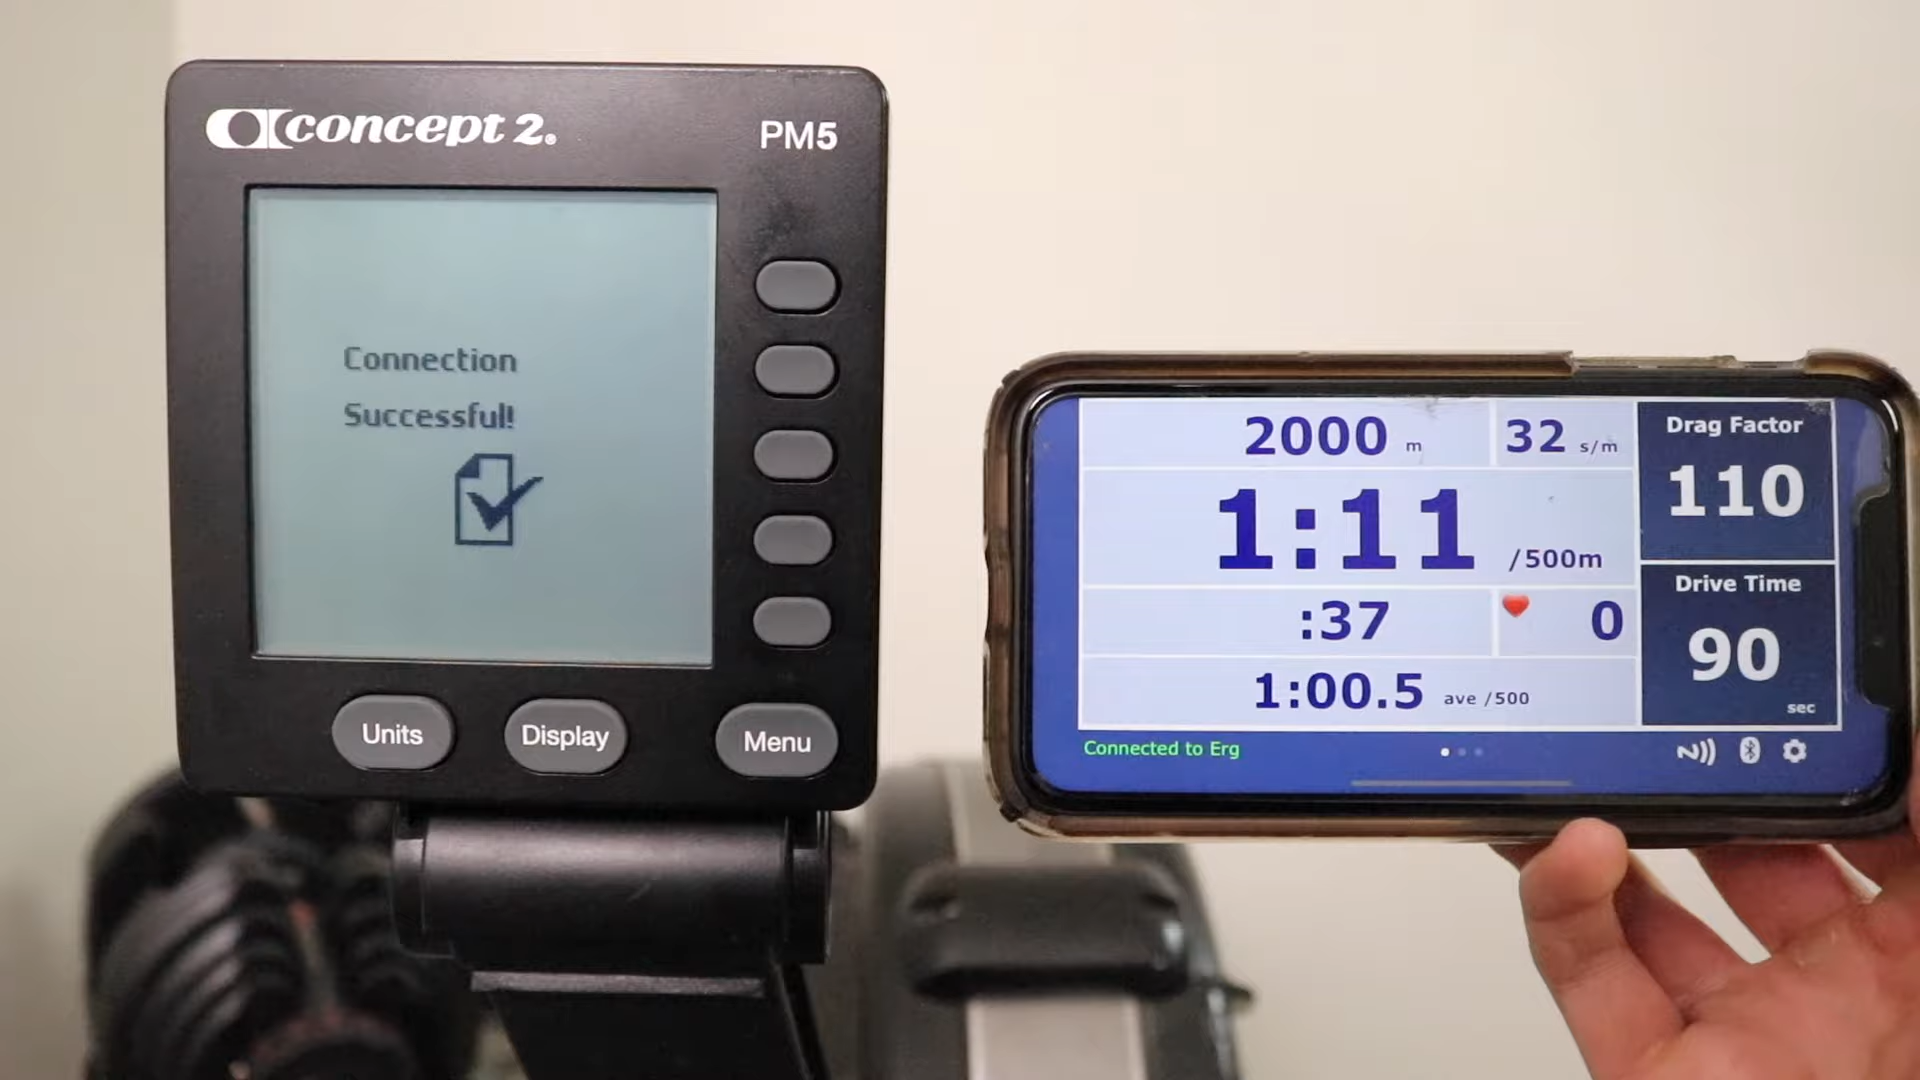 concept 2.
PM5
Connection
Successful!
Units
Display
Menu
2000 m
32 s/m
1:11 /500m
:37
0
1:00.5 ave /500
Drag Factor
110
Drive Time
90
sec
Connected to Erg